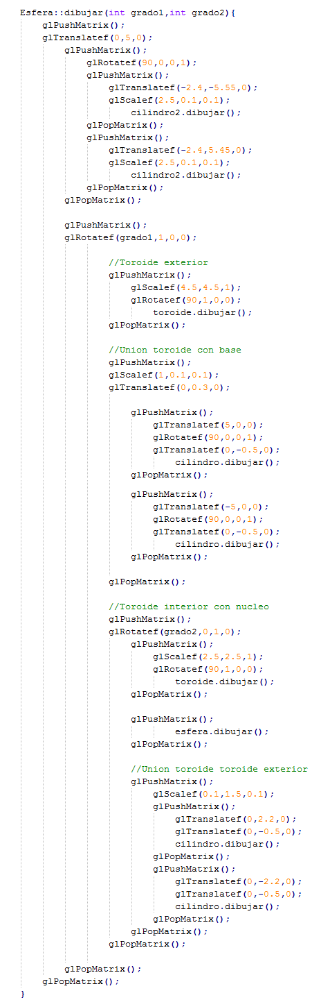 Esfera::dibujar(int grado1,int grado2){
glPushMatrix();
glTranslatef(0,5,0);
glPushMatrix();
glRotatef(90,0,0,1);
glPushMatrix();
glTranslatef(-2.4,-5.55,0);
glScalef(2.5,0.1,0.1);
cilindro2.dibujar();
glPopMatrix();
glPushMatrix();
glTranslatef(-2.4,5.45,0);
glScalef(2.5,0.1,0.1);
cilindro2.dibujar();
glPopMatrix();
glPopMatrix();
glPushMatrix();
glRotatef(grado1,1,0,0);
//Toroide exterior
glPushMatrix();
glScalef(4.5,4.5,1);
glRotatef(90,1,0,0);
toroide.dibujar();
glPopMatrix();
//Union toroide con base
glPushMatrix();
glScalef(1,0.1,0.1);
glTranslatef(0,0.3,0);
glPushMatrix();
glTranslatef(5,0,0);
glRotatef(90,0,0,1);
glTranslatef(0,-0.5,0);
cilindro.dibujar();
glPopMatrix();
glPushMatrix();
glTranslatef(-5,0,0);
glRotatef(90,0,0,1);
glTranslatef(0,-0.5,0);
cilindro.dibujar();
glPopMatrix();
glPopMatrix();
//Toroide interior con nucleo
glPushMatrix();
glRotatef(grado2,0,1,0);
glPushMatrix();
glScalef(2.5,2.5,1);
glRotatef(90,1,0,0);
toroide.dibujar();
glPopMatrix();
glPushMatrix();
esfera.dibujar();
glPopMatrix();
//Union toroide toroide exterior
glPushMatrix();
glScalef(0.1,1.5,0.1);
glPushMatrix();
glTranslatef(0,2.2,0);
glTranslatef(0,-0.5,0);
cilindro.dibujar();
glPopMatrix();
glPushMatrix();
glTranslatef(0,-2.2,0);
glTranslatef(0,-0.5,0);
cilindro.dibujar();
glPopMatrix();
glPopMatrix();
glPopMatrix();
glPopMatrix();
glPopMatrix();
}